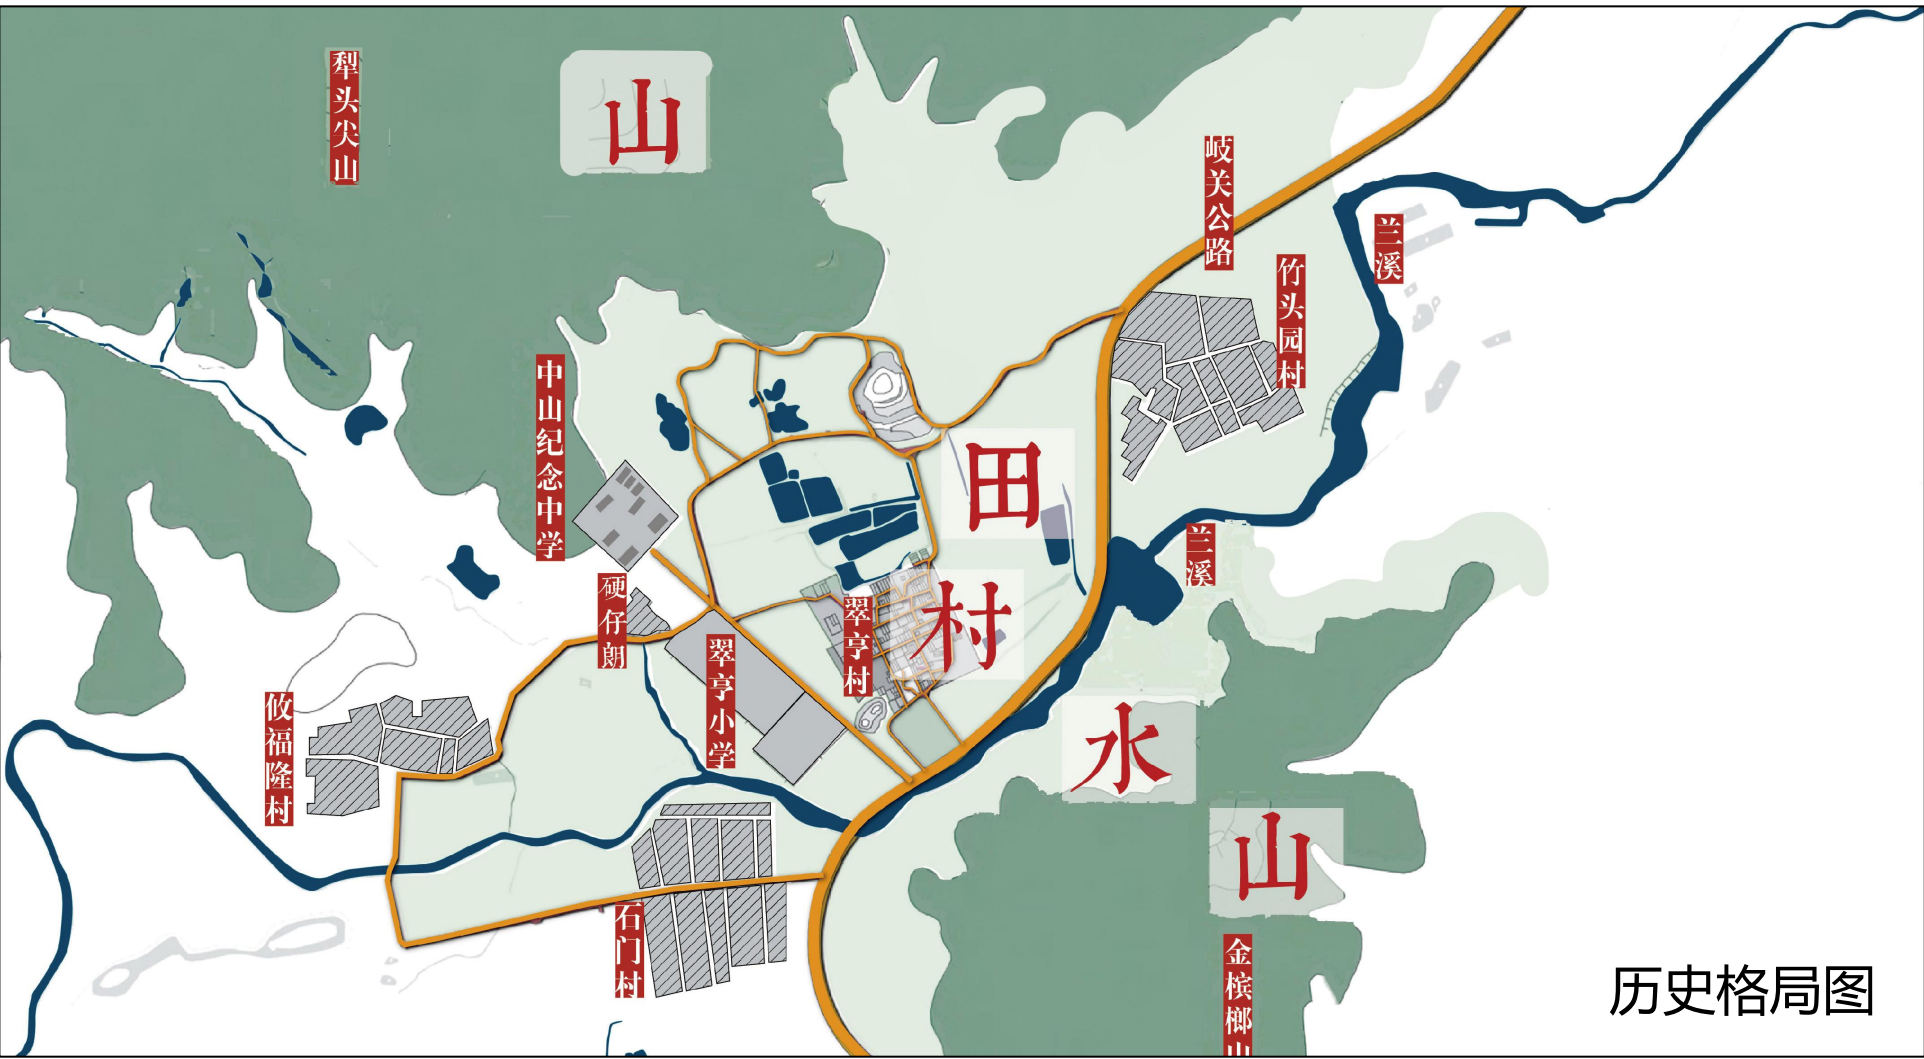 犁头尖山
山
岐关公路
兰溪
竹头园村
中山纪念中学
田
兰溪
硬仔朗
翠亨村
村
翠亨小学
攸福隆村
水
山
石门村
金槟榔山
历史格局图